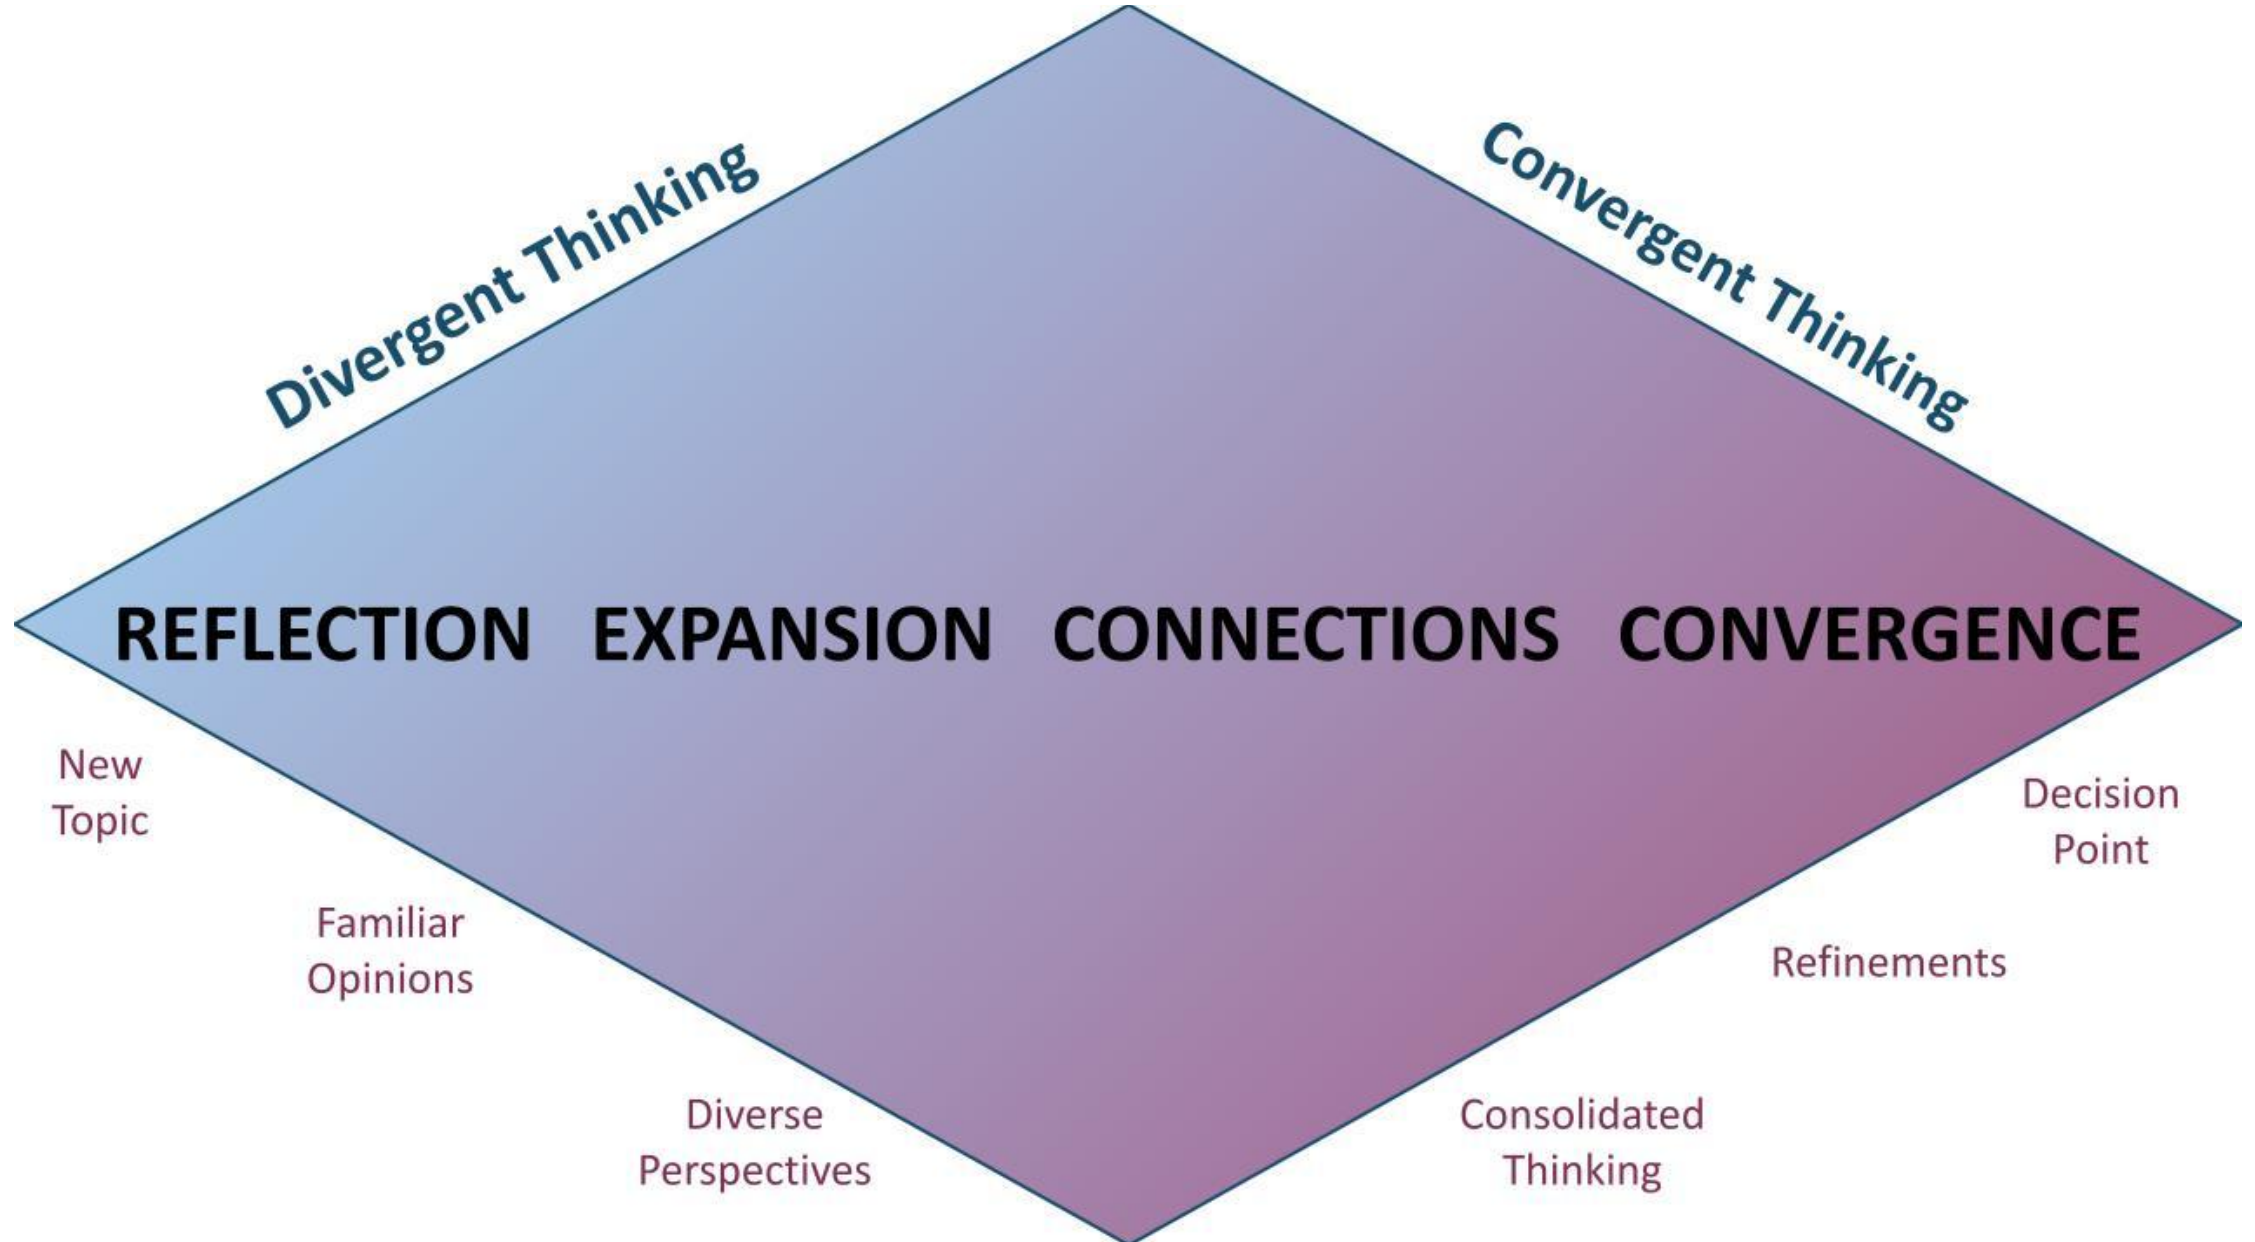 Divergent Thinking
Convergent Thinking
REFLECTION EXPANSION CONNECTIONS CONVERGENCE
New
Topic
Familiar
Opinions
Diverse
Perspectives
Consolidated
Thinking
Refinements
Decision
Point